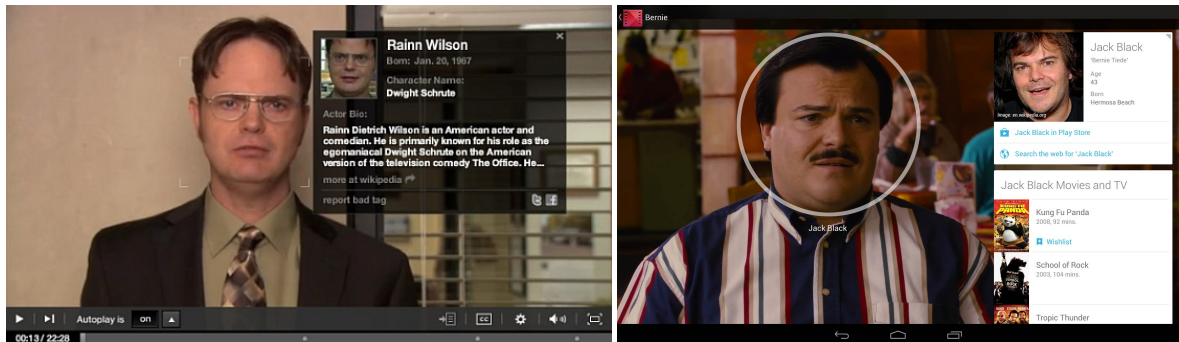 Rainn Wilson
Born: Jan. 20, 1967
Character Name:
Dwight Schrute
Actor Bio:
Rainn Dietrich Wilson is an American actor and
comedian. He is primarily known for his role as the
egomaniacal Dwight Schrute on the American
version of the television comedy The Office. He...
more at wikipedia
report bad tag
Autoplay is on
CC
00:13 / 22:28
Bernie
Jack Black
Jack Black
'Bernie Tiede'
Age
43
Born
Hermosa Beach
Image: en.wikipedia.org
Jack Black in Play Store
Search the web for 'Jack Black'
Jack Black Movies and TV
KUNG FU
PANDA
Kung Fu Panda
2008, 92 mins.
Wishlist
School of Rock
2003, 104 mins.
Tropic Thunder